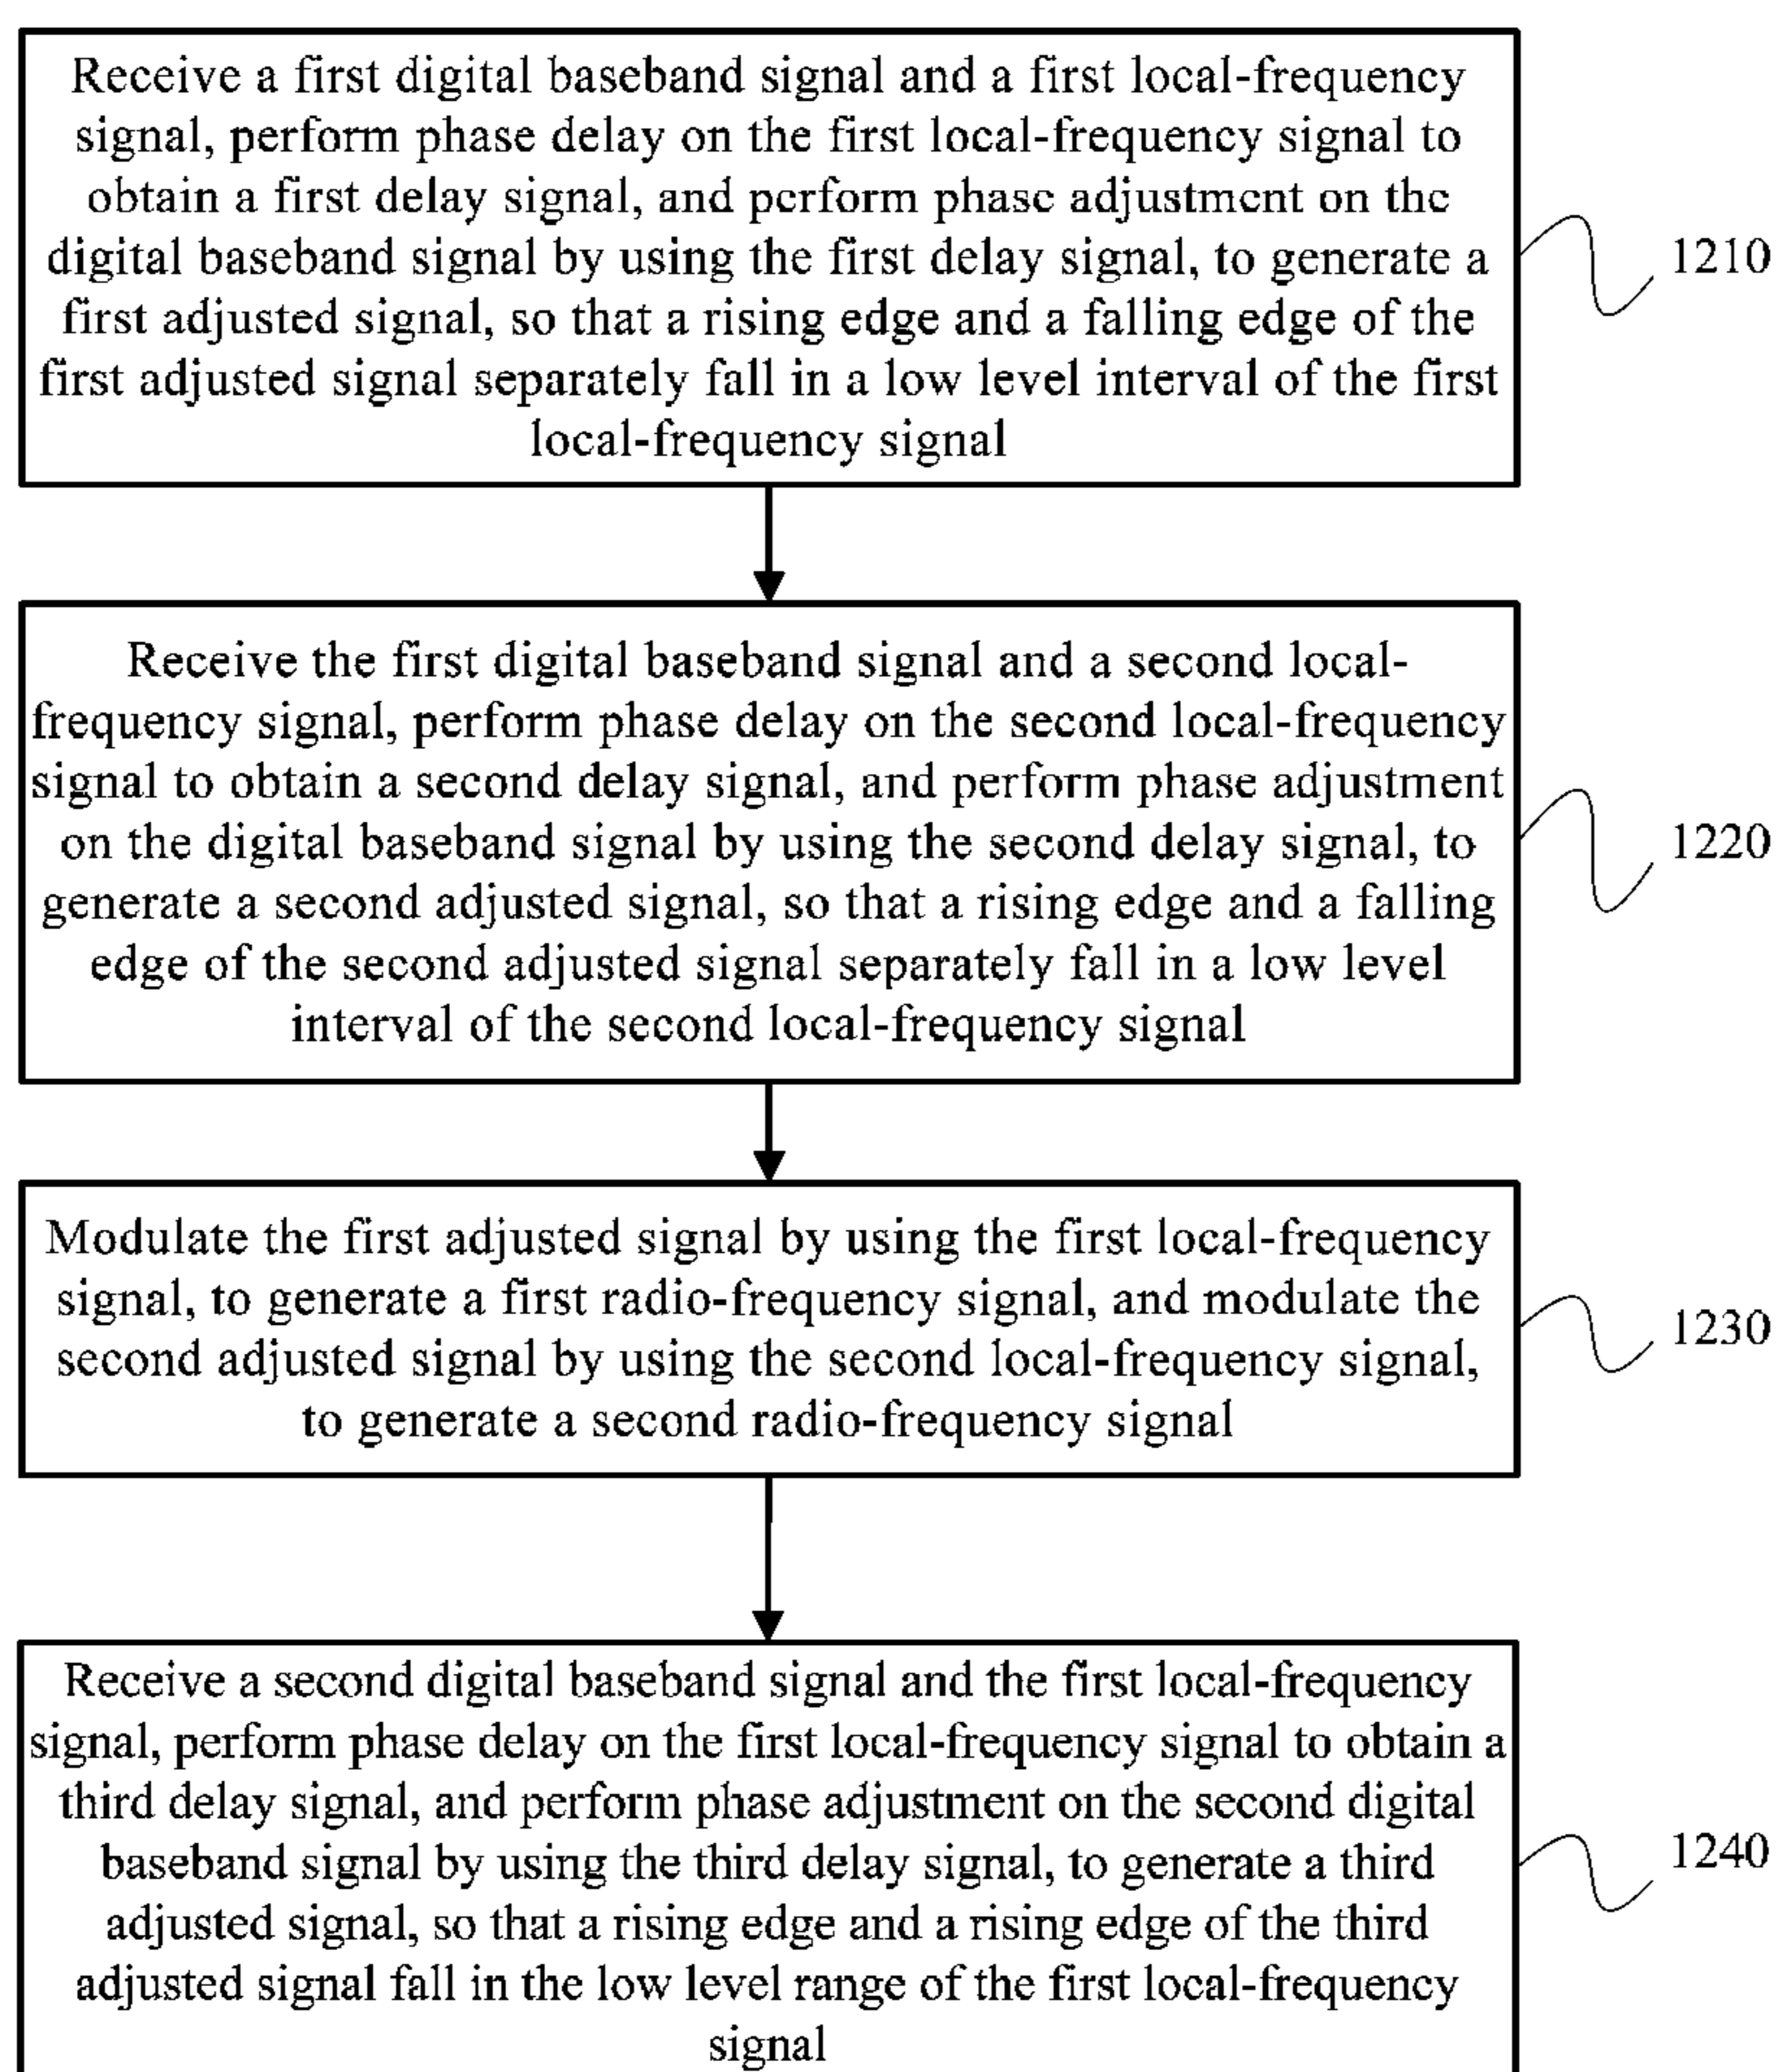 Receive a first digital baseband signal and a first local-frequency
signal, perform phase delay on the first local-frequency signal to
obtain a first delay signal, and perform phase adjustment on the
digital baseband signal by using the first delay signal, to generate a
first adjusted signal, so that a rising edge and a falling edge of the
first adjusted signal separately fall in a low level interval of the first
local-frequency signal
1210
Receive the first digital baseband signal and a second local-
frequency signal, perform phase delay on the second local-frequency
signal to obtain a second delay signal, and perform phase adjustment
on the digital baseband signal by using the second delay signal, to
generate a second adjusted signal, so that a rising edge and a falling
edge of the second adjusted signal separately fall in a low level
interval of the second local-frequency signal
1220
Modulate the first adjusted signal by using the first local-frequency
signal, to generate a first radio-frequency signal, and modulate the
second adjusted signal by using the second local-frequency signal,
to generate a second radio-frequency signal
1230
Receive a second digital baseband signal and the first local-frequency
signal, perform phase delay on the first local-frequency signal to obtain a
third delay signal, and perform phase adjustment on the second digital
baseband signal by using the third delay signal, to generate a third
adjusted signal, so that a rising edge and a rising edge of the third
adjusted signal fall in the low level range of the first local-frequency
signal
1240